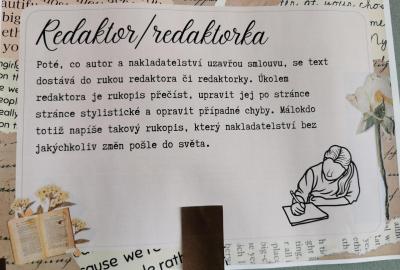 Redaktor/redaktorka
Poté, co autor a nakladatelství uzavřou smlouvu, se text
dostává do rukou redaktora či redaktorky. Úkolem
redaktora je rukopis přečíst, upravit jej po stránce
stránce stylistické a opravit případné chyby. Málokdo
totiž napíše takový rukopis, který nakladatelství bez
jakýchkoliv změn pošle do světa.